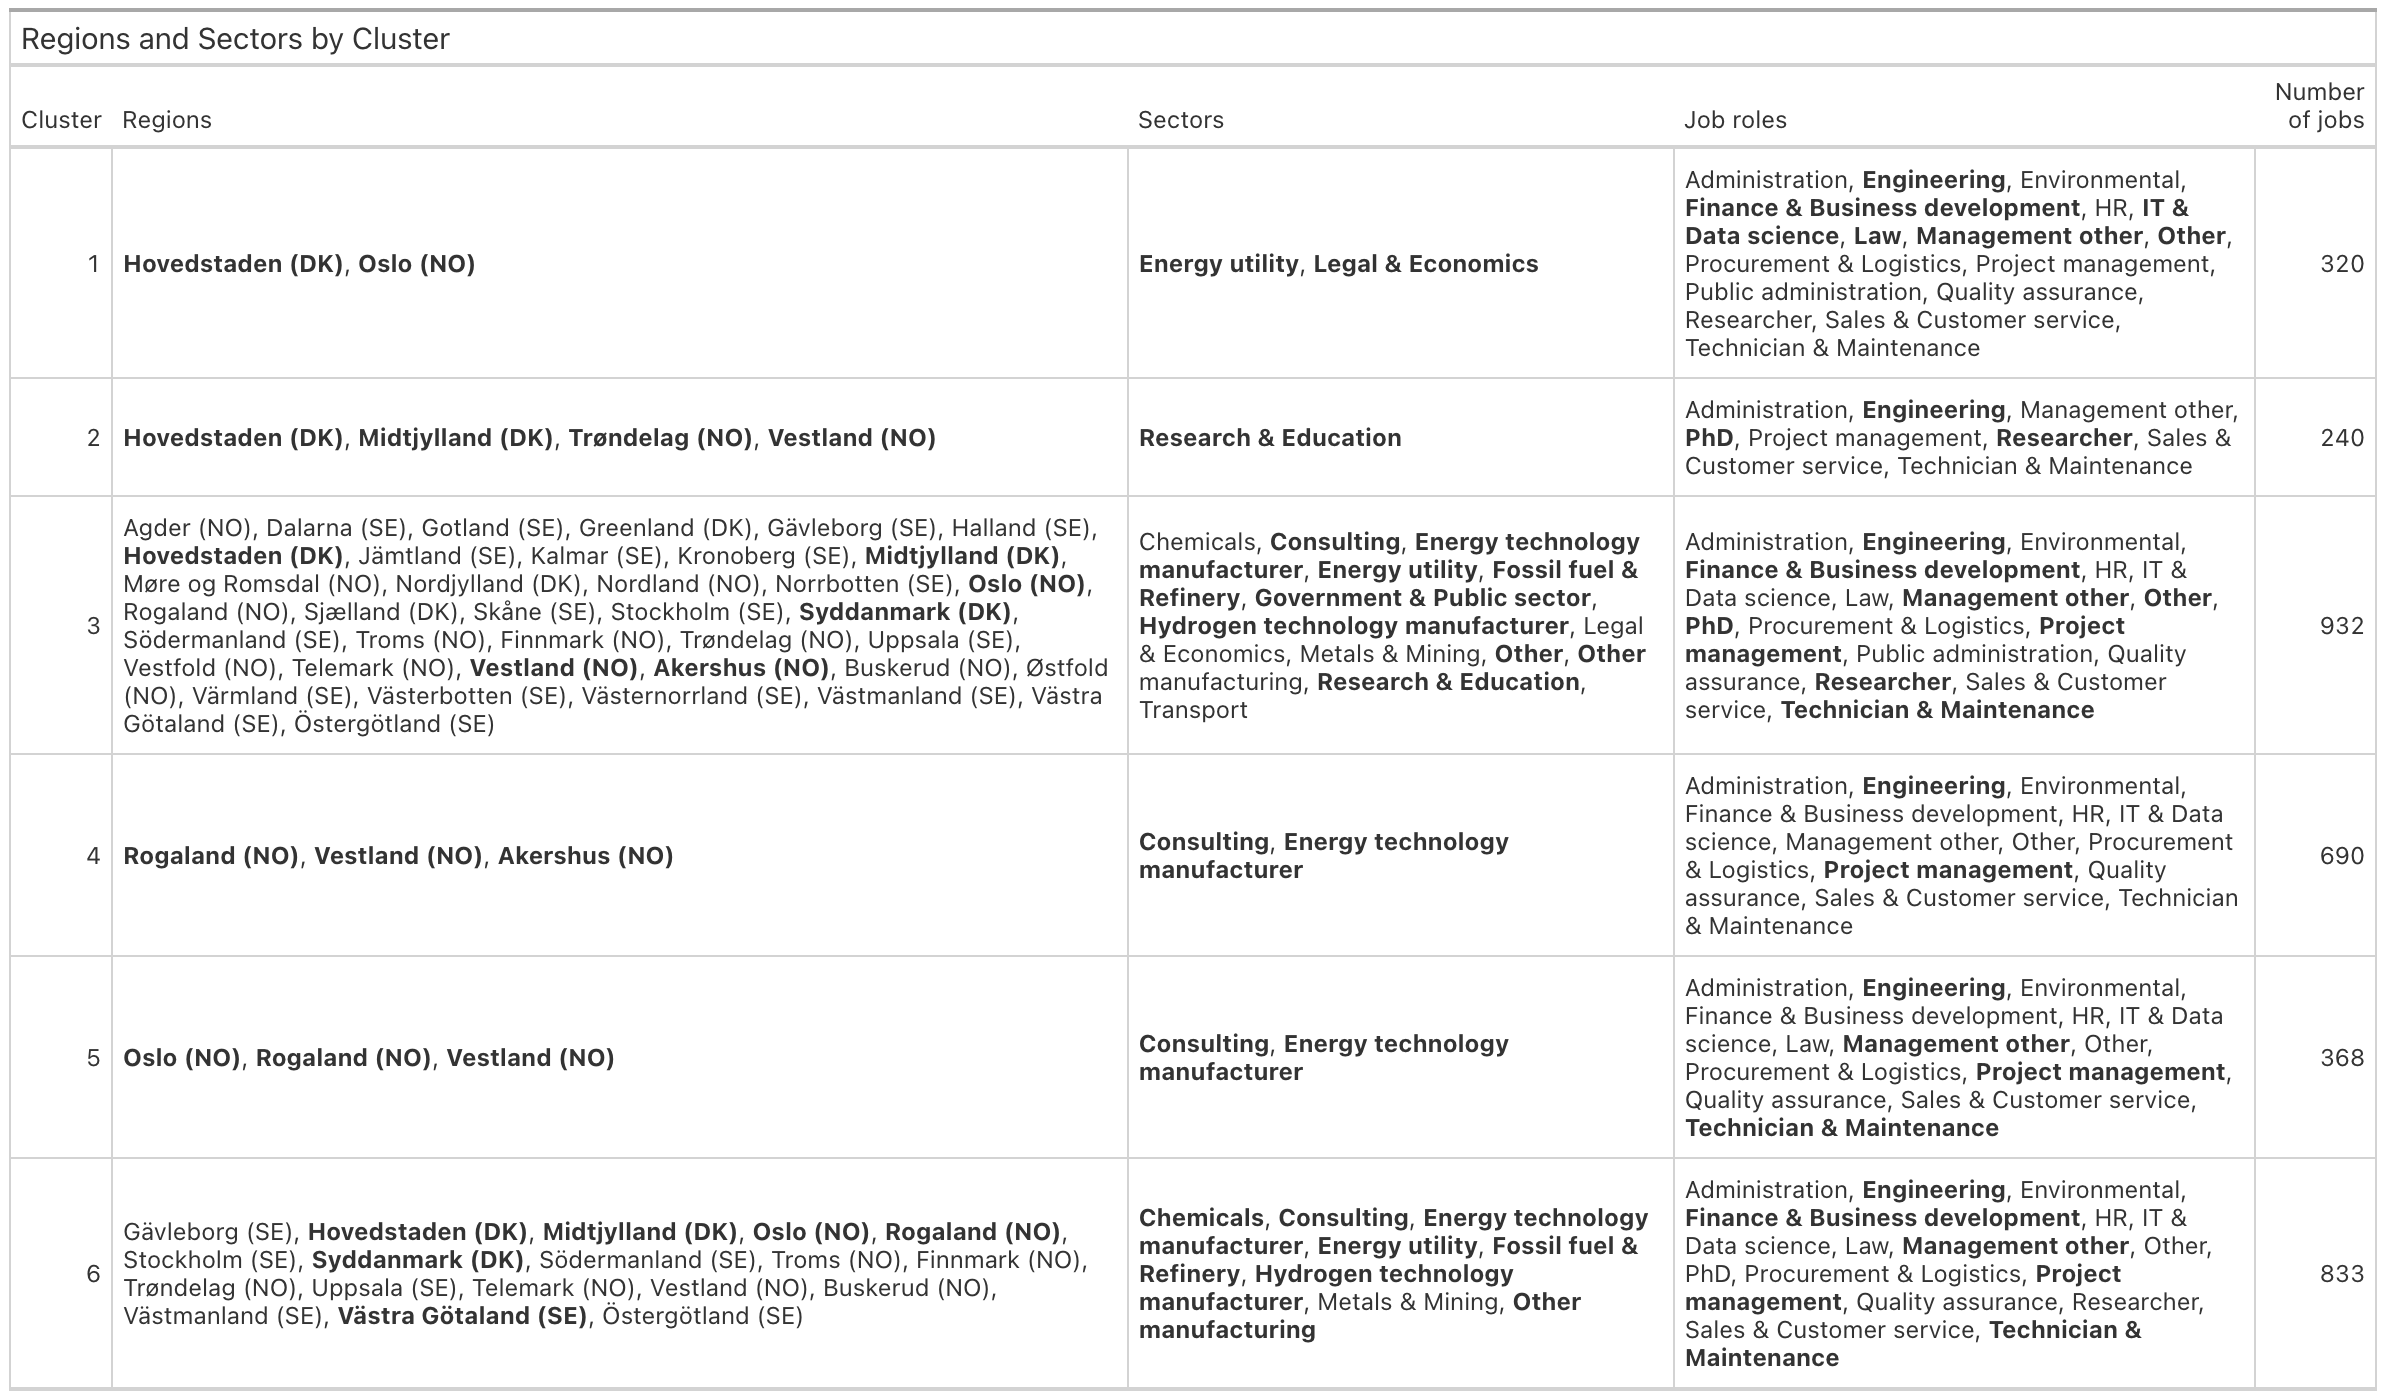 Regions and Sectors by Cluster
Cluster Regions Sectors Job roles Number of jobs
1
Hovedstaden (DK), Oslo (NO)
Energy utility, Legal & Economics
Administration, Engineering, Environmental,
Finance & Business development, HR, IT &
Data science, Law, Management other, Other,
Procurement & Logistics, Project management,
Public administration, Quality assurance,
Researcher, Sales & Customer service,
Technician & Maintenance
320
2
Hovedstaden (DK), Midtjylland (DK), Trøndelag (NO), Vestland (NO)
Research & Education
Administration, Engineering, Management other,
PhD, Project management, Researcher, Sales &
Customer service, Technician & Maintenance
240
3
Agder (NO), Dalarna (SE), Gotland (SE), Greenland (DK), Gävleborg (SE), Halland (SE),
Hovedstaden (DK), Jämtland (SE), Kalmar (SE), Kronoberg (SE), Midtjylland (DK),
Møre og Romsdal (NO), Nordjylland (DK), Nordland (NO), Norrbotten (SE), Oslo (NO),
Rogaland (NO), Sjælland (DK), Skåne (SE), Stockholm (SE), Syddanmark (DK),
Södermanland (SE), Troms (NO), Finnmark (NO), Trøndelag (NO), Uppsala (SE),
Vestfold (NO), Telemark (NO), Vestland (NO), Akershus (NO), Buskerud (NO), Østfold
(NO), Värmland (SE), Västerbotten (SE), Västernorrland (SE), Västmanland (SE), Västra
Götaland (SE), Östergötland (SE)
Chemicals, Consulting, Energy technology
manufacturer, Energy utility, Fossil fuel &
Refinery, Government & Public sector,
Hydrogen technology manufacturer, Legal
& Economics, Metals & Mining, Other, Other
manufacturing, Research & Education,
Transport
Administration, Engineering, Environmental,
Finance & Business development, HR, IT &
Data science, Law, Management other, Other,
PhD, Procurement & Logistics, Project
management, Public administration, Quality
assurance, Researcher, Sales & Customer
service, Technician & Maintenance
932
4
Rogaland (NO), Vestland (NO), Akershus (NO)
Consulting, Energy technology
manufacturer
Administration, Engineering, Environmental,
Finance & Business development, HR, IT & Data
science, Management other, Other, Procurement
& Logistics, Project management, Quality
assurance, Sales & Customer service, Technician
& Maintenance
690
5
Oslo (NO), Rogaland (NO), Vestland (NO)
Consulting, Energy technology
manufacturer
Administration, Engineering, Environmental,
Finance & Business development, HR, IT & Data
science, Law, Management other, Other,
Procurement & Logistics, Project management,
Quality assurance, Sales & Customer service,
Technician & Maintenance
368
6
Gävleborg (SE), Hovedstaden (DK), Midtjylland (DK), Oslo (NO), Rogaland (NO),
Stockholm (SE), Syddanmark (DK), Södermanland (SE), Troms (NO), Finnmark (NO),
Trøndelag (NO), Uppsala (SE), Telemark (NO), Vestland (NO), Buskerud (NO),
Västmanland (SE), Västra Götaland (SE), Östergötland (SE)
Chemicals, Consulting, Energy technology
manufacturer, Energy utility, Fossil fuel &
Refinery, Hydrogen technology
manufacturer, Metals & Mining, Other
manufacturing
Administration, Engineering, Environmental,
Finance & Business development, HR, IT &
Data science, Law, Management other, Other,
PhD, Procurement & Logistics, Project
management, Quality assurance, Researcher,
Sales & Customer service, Technician &
Maintenance
833